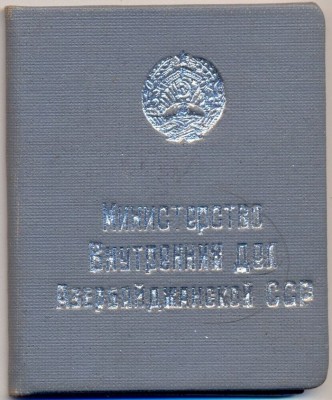 Министерство
Внутренних Дел
Азербайджанской ССР